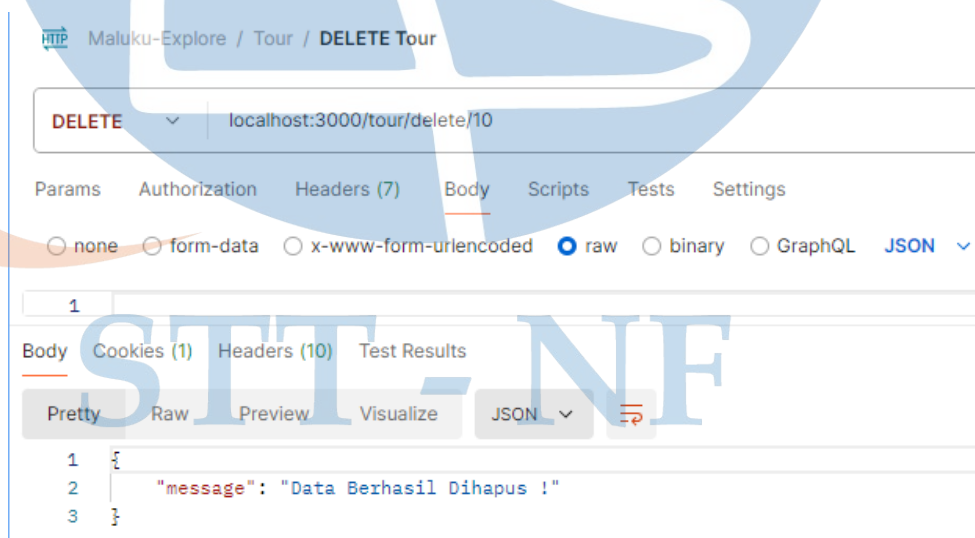 HTTP Maluku-Explore / Tour / DELETE Tour
DELETE localhost:3000/tour/delete/10
Params Authorization Headers (7) Body Scripts Tests Settings
none form-data x-www-form-urlencoded raw binary GraphQL JSON
1
STT - NF
Body Cookies (1) Headers (10) Test Results
Pretty Raw Preview Visualize JSON
1 {
2 "message": "Data Berhasil Dihapus !"
3 }